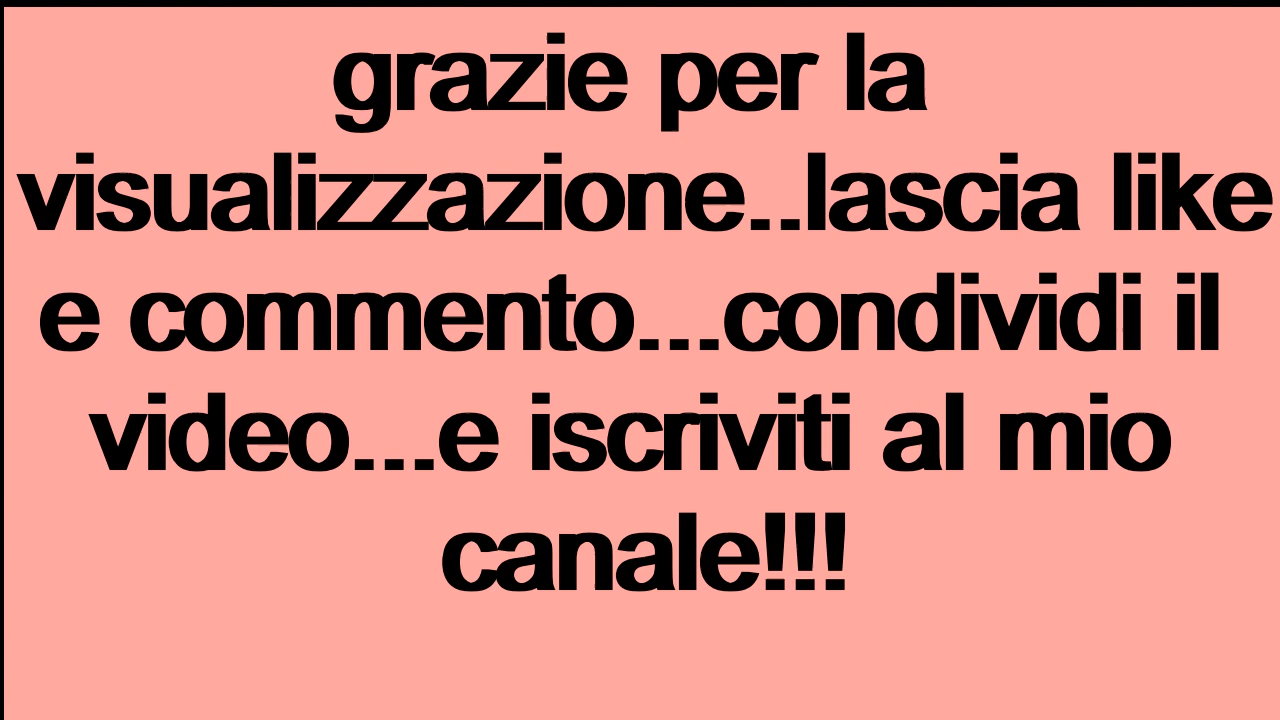 grazie per la
visualizzazione..lascia like
e commento...condividi il
video...e iscriviti al mio
canale!!!